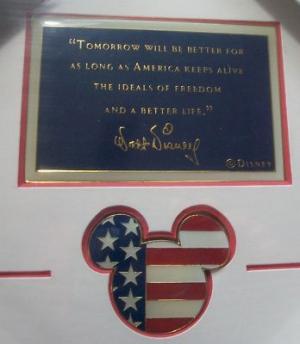 "Tomorrow will be better for
as long as America keeps alive
the ideals of freedom
and a better life."
Walt Disney
© Disney